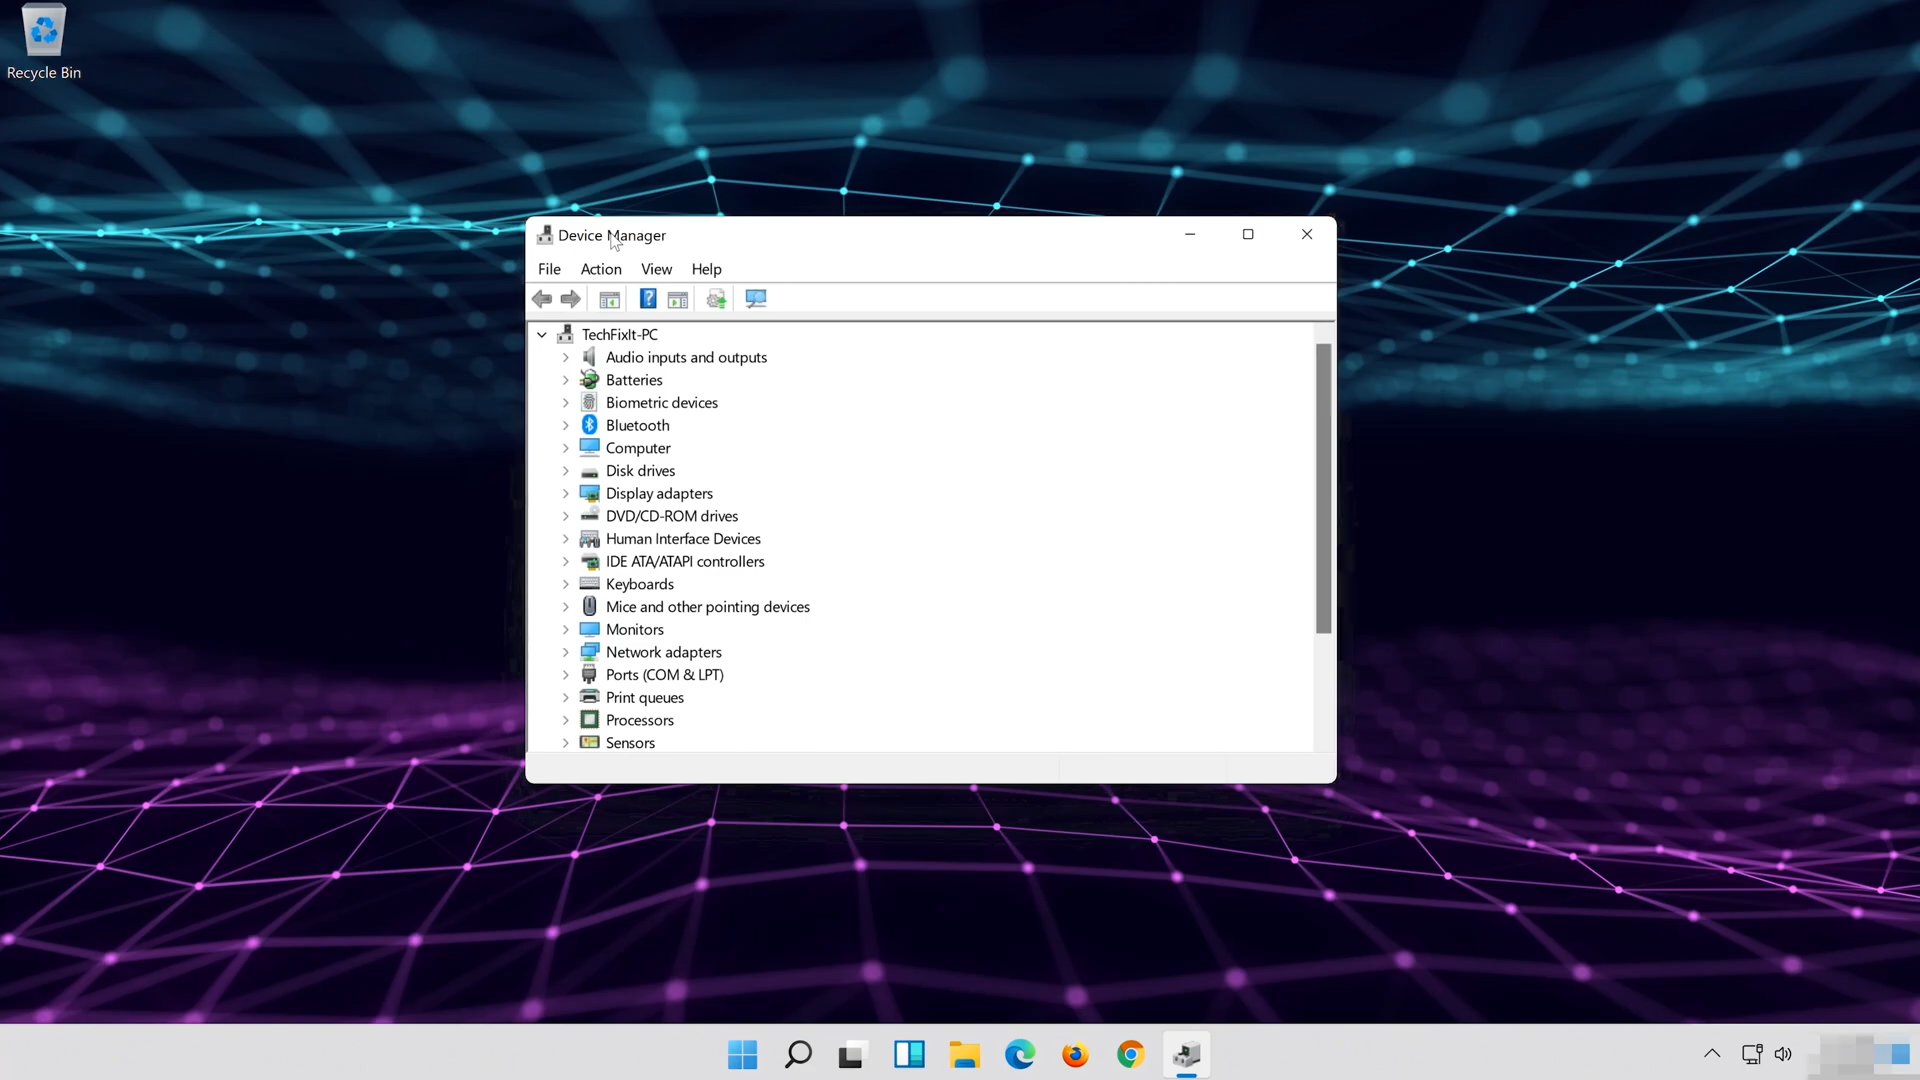 Recycle Bin
Device Manager
File Action View Help
TechFixIt-PC
Audio inputs and outputs
Batteries
Biometric devices
Bluetooth
Computer
Disk drives
Display adapters
DVD/CD-ROM drives
Human Interface Devices
IDE ATA/ATAPI controllers
Keyboards
Mice and other pointing devices
Monitors
Network adapters
Ports (COM & LPT)
Print queues
Processors
Sensors